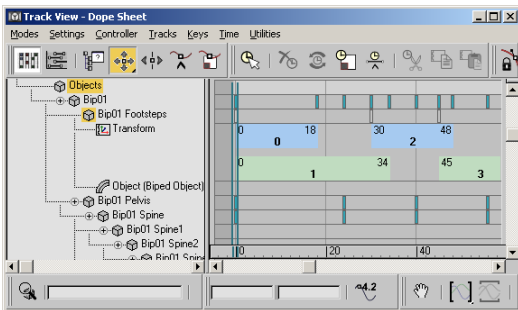 Track View - Dope Sheet
Modes Settings Controller Tracks Keys Time Utilities
Objects
Bip01
Bip01 Footsteps
Transform
0 18 30 48
0 2
0 34 45
1 3
Object (Biped Object)
Bip01 Pelvis
Bip01 Spine
Bip01 Spine1
Bip01 Spine2
Bip01 Spine
0 20 40
4.2